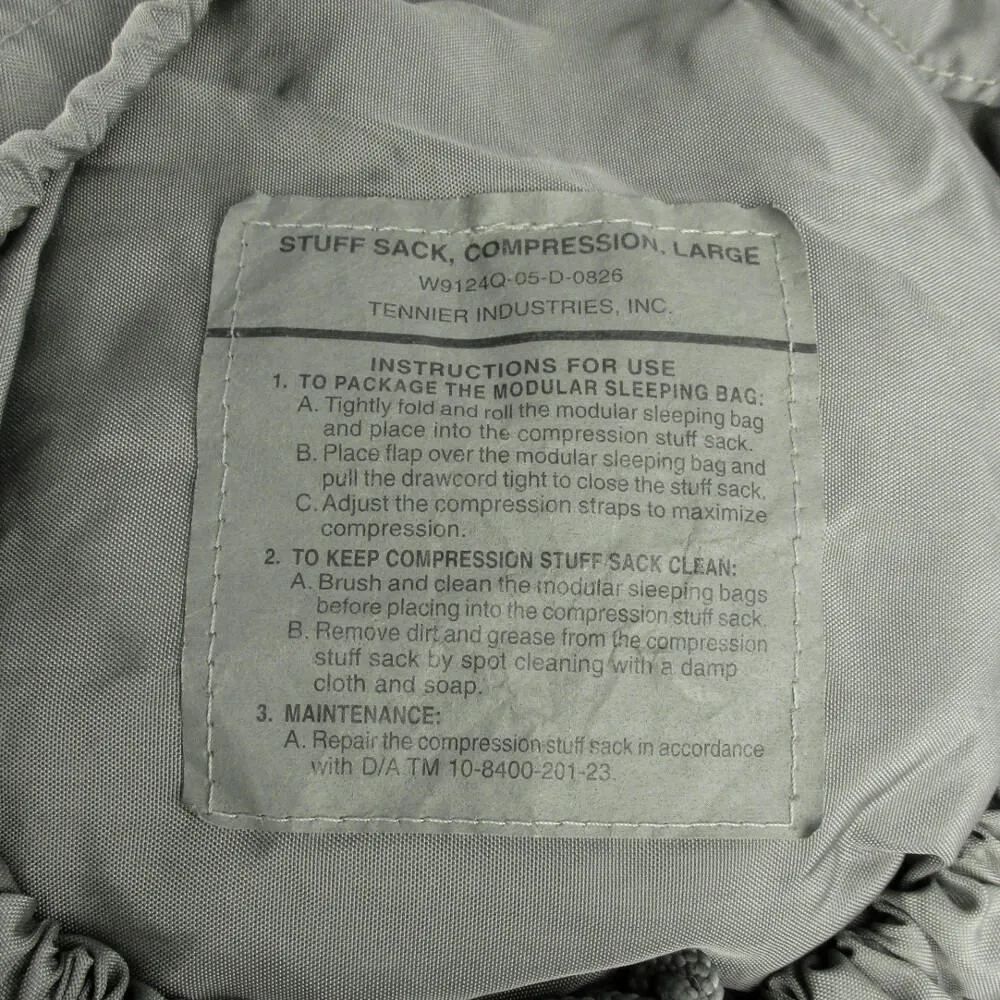 STUFF SACK, COMPRESSION, LARGE
W9124Q-05-D-0826
TENNIER INDUSTRIES, INC.
INSTRUCTIONS FOR USE
1. TO PACKAGE THE MODULAR SLEEPING BAG:
A. Tightly fold and roll the modular sleeping bag
and place into the compression stuff sack.
B. Place flap over the modular sleeping bag and
pull the drawcord tight to close the stuff sack.
C. Adjust the compression straps to maximize
compression.
2. TO KEEP COMPRESSION STUFF SACK CLEAN:
A. Brush and clean the modular sleeping bags
before placing into the compression stuff sack.
B. Remove dirt and grease from the compression
stuff sack by spot cleaning with a damp
cloth and soap.
3. MAINTENANCE:
A. Repair the compression stuff sack in accordance
with D/A TM 10-8400-201-23.